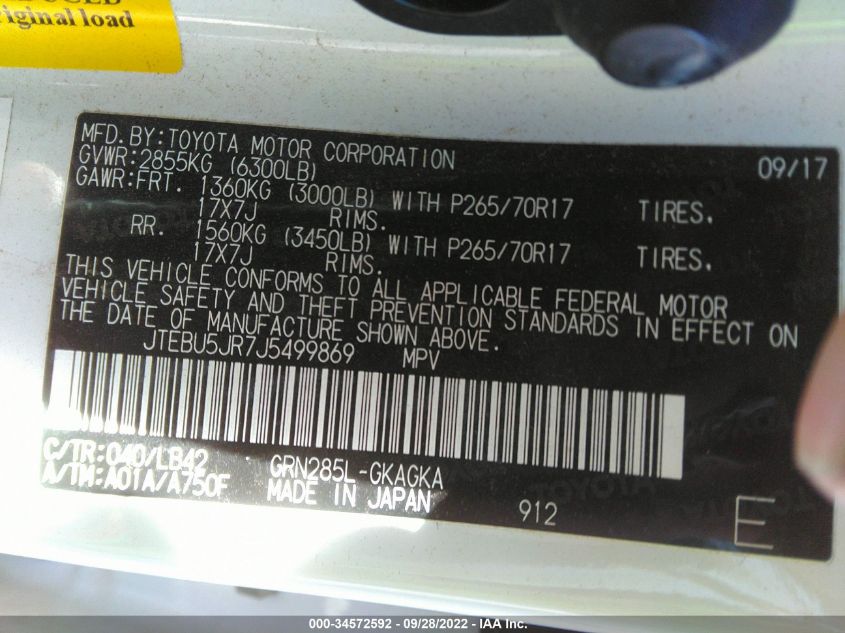 UCED
riginal load
MFD. BY: TOYOTA MOTOR CORPORATION 09/17
GVWR: 2855KG (6300LB)
GAWR: FRT. 1360KG (3000LB) WITH P265/70R17 TIRES.
17X7J RIMS.
RR. 1560KG (3450LB) WITH P265/70R17 TIRES.
17X7J RIMS.
THIS VEHICLE CONFORMS TO ALL APPLICABLE FEDERAL MOTOR
VEHICLE SAFETY AND THEFT PREVENTION STANDARDS IN EFFECT ON
THE DATE OF MANUFACTURE SHOWN ABOVE.
JTEBU5JR7J5499869 MPV
C/TR: 040/LB42 GRN285L-GKAGKA
A/TM: A01A/A750F MADE IN JAPAN 912 E
000-34572592 - 09/28/2022 - IAA Inc.